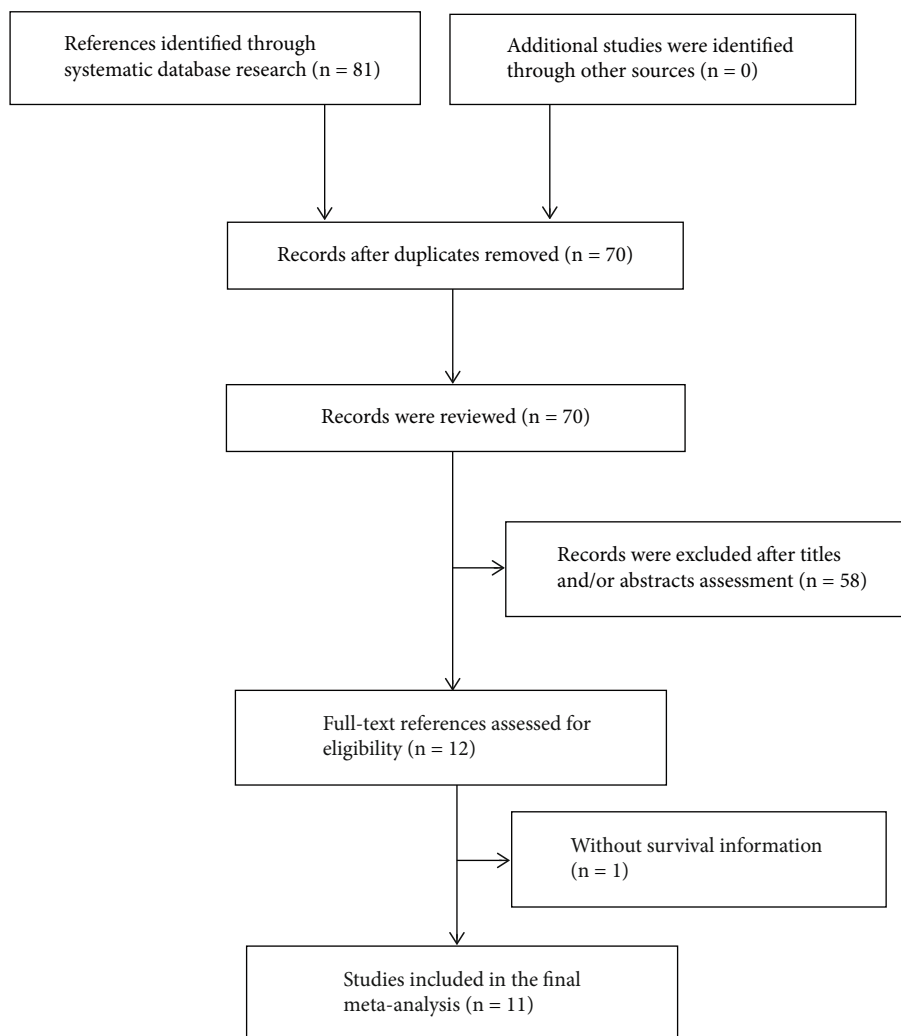 References identified through
systematic database research (n = 81)
Additional studies were identified
through other sources (n = 0)
Records after duplicates removed (n = 70)
Records were reviewed (n = 70)
Records were excluded after titles
and/or abstracts assessment (n = 58)
Full-text references assessed for
eligibility (n = 12)
Without survival information
(n = 1)
Studies included in the final
meta-analysis (n = 11)